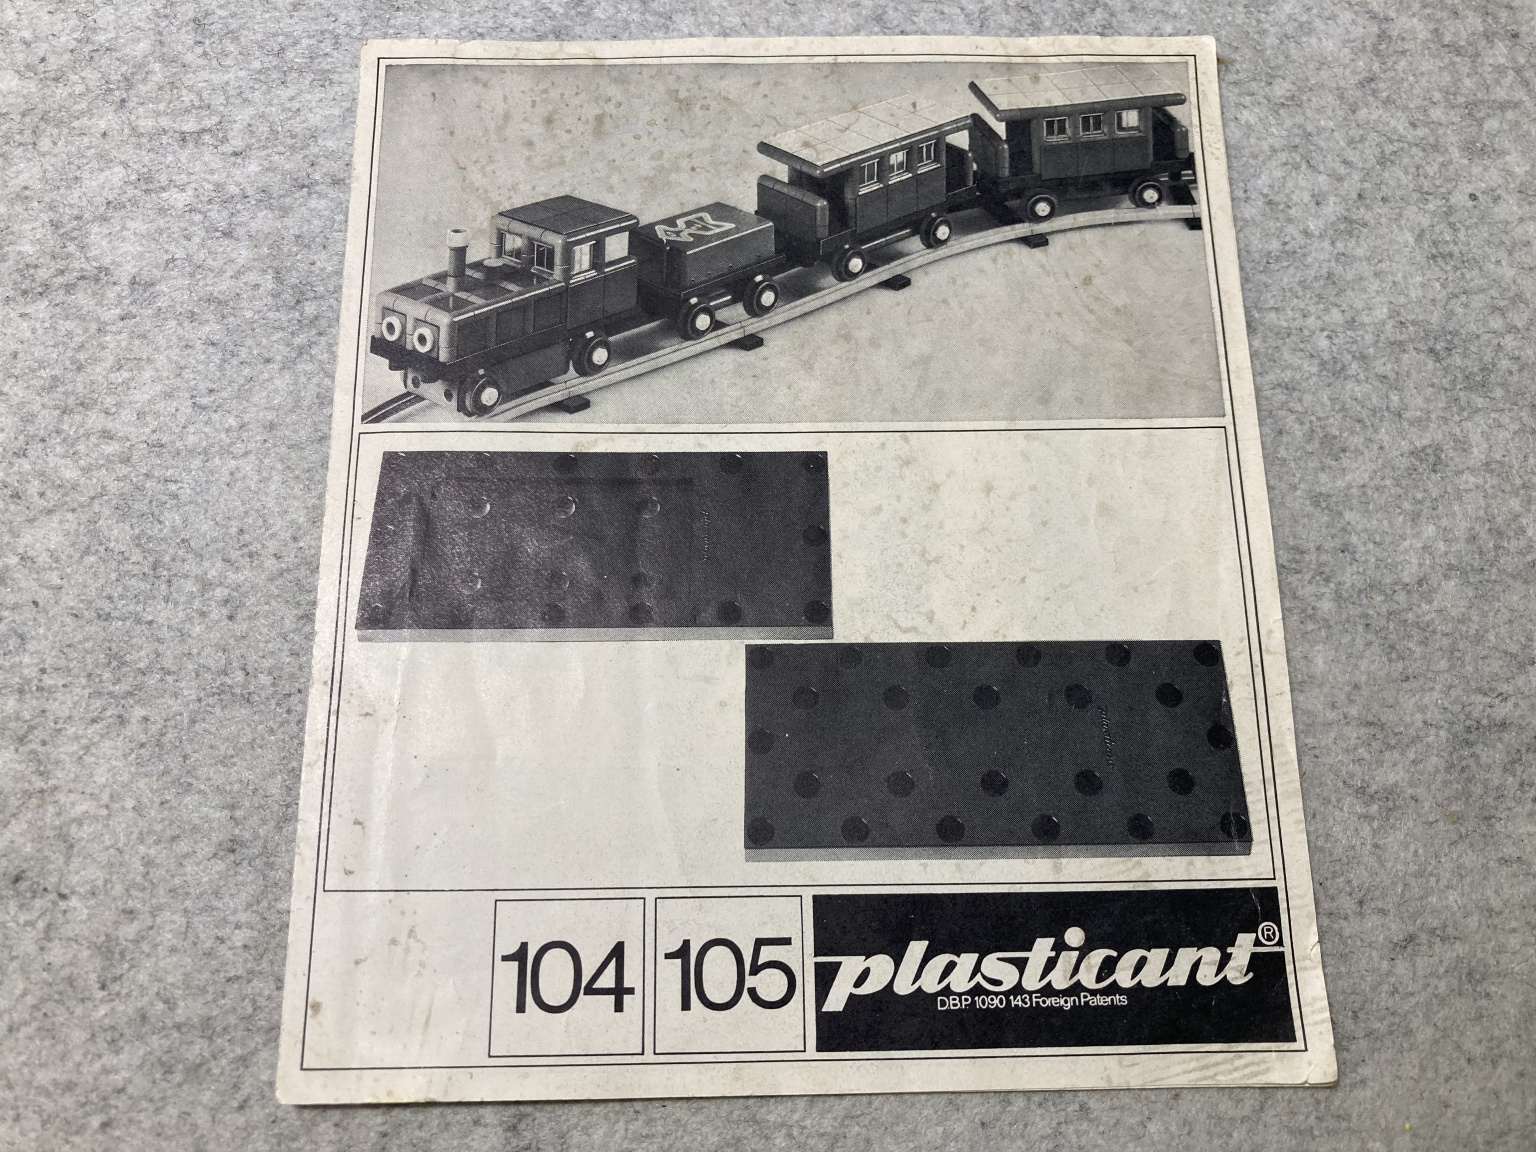 104
105
plasticant®
D.B.P. 1090 143 Foreign Patents